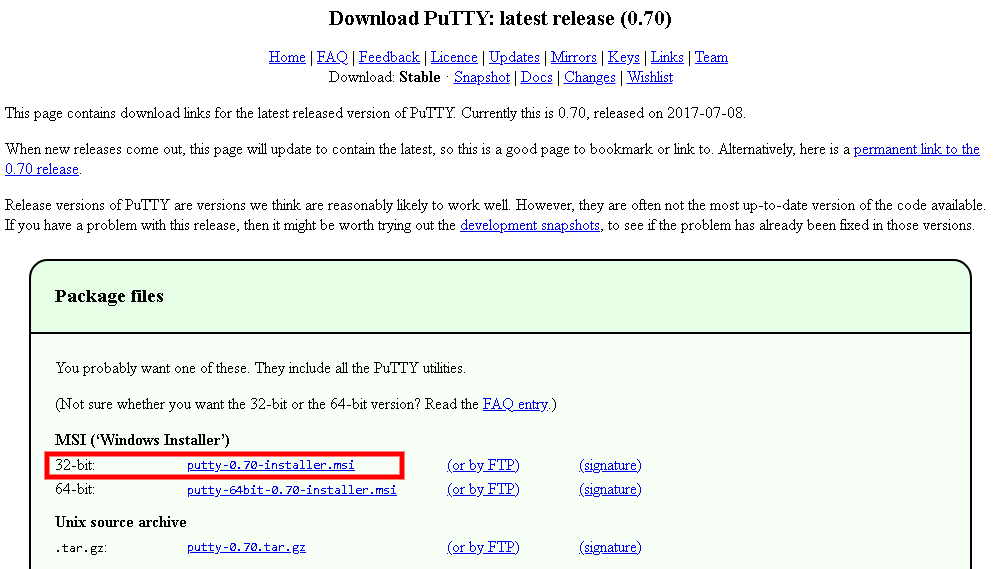 Download PuTTY: latest release (0.70)
Home | FAQ | Feedback | Licence | Updates | Mirrors | Keys | Links | Team
Download: Stable · Snapshot | Docs | Changes | Wishlist
This page contains download links for the latest released version of PuTTY. Currently this is 0.70, released on 2017-07-08.
When new releases come out, this page will update to contain the latest, so this is a good page to bookmark or link to. Alternatively, here is a permanent link to the
0.70 release.
Release versions of PuTTY are versions we think are reasonably likely to work well. However, they are often not the most up-to-date version of the code available.
If you have a problem with this release, then it might be worth trying out the development snapshots, to see if the problem has already been fixed in those versions.
Package files
You probably want one of these. They include all the PuTTY utilities.
(Not sure whether you want the 32-bit or the 64-bit version? Read the FAQ entry.)
MSI (‘Windows Installer’)
32-bit: putty-0.70-installer.msi (or by FTP) (signature)
64-bit: putty-64bit-0.70-installer.msi (or by FTP) (signature)
Unix source archive
.tar.gz: putty-0.70.tar.gz (or by FTP) (signature)